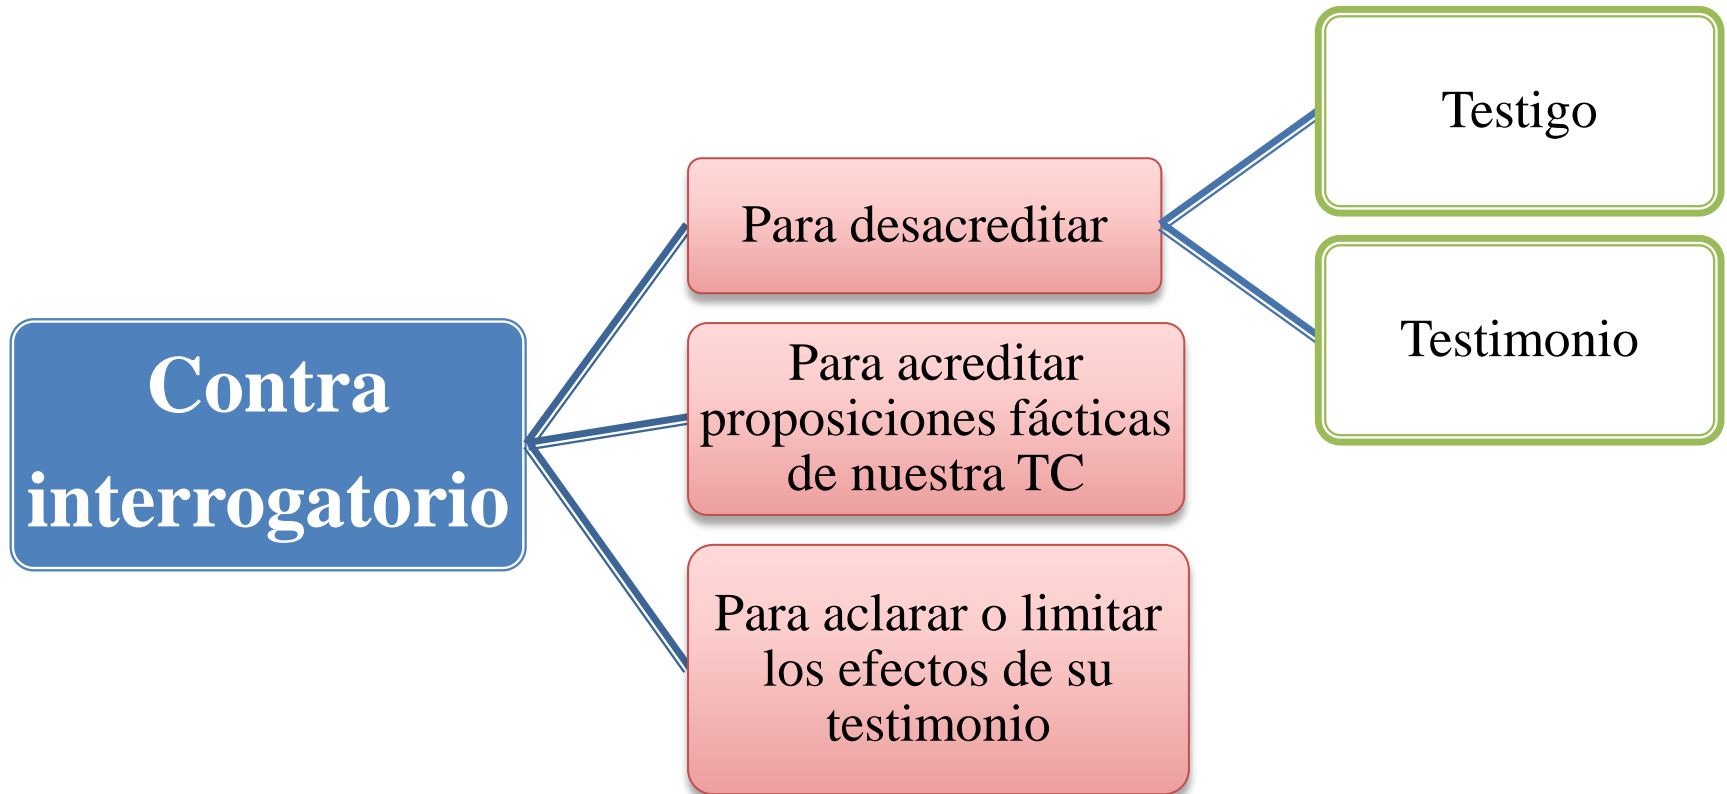 Contra
interrogatorio
Para desacreditar
Testigo
Testimonio
Para acreditar
proposiciones fácticas
de nuestra TC
Para aclarar o limitar
los efectos de su
testimonio